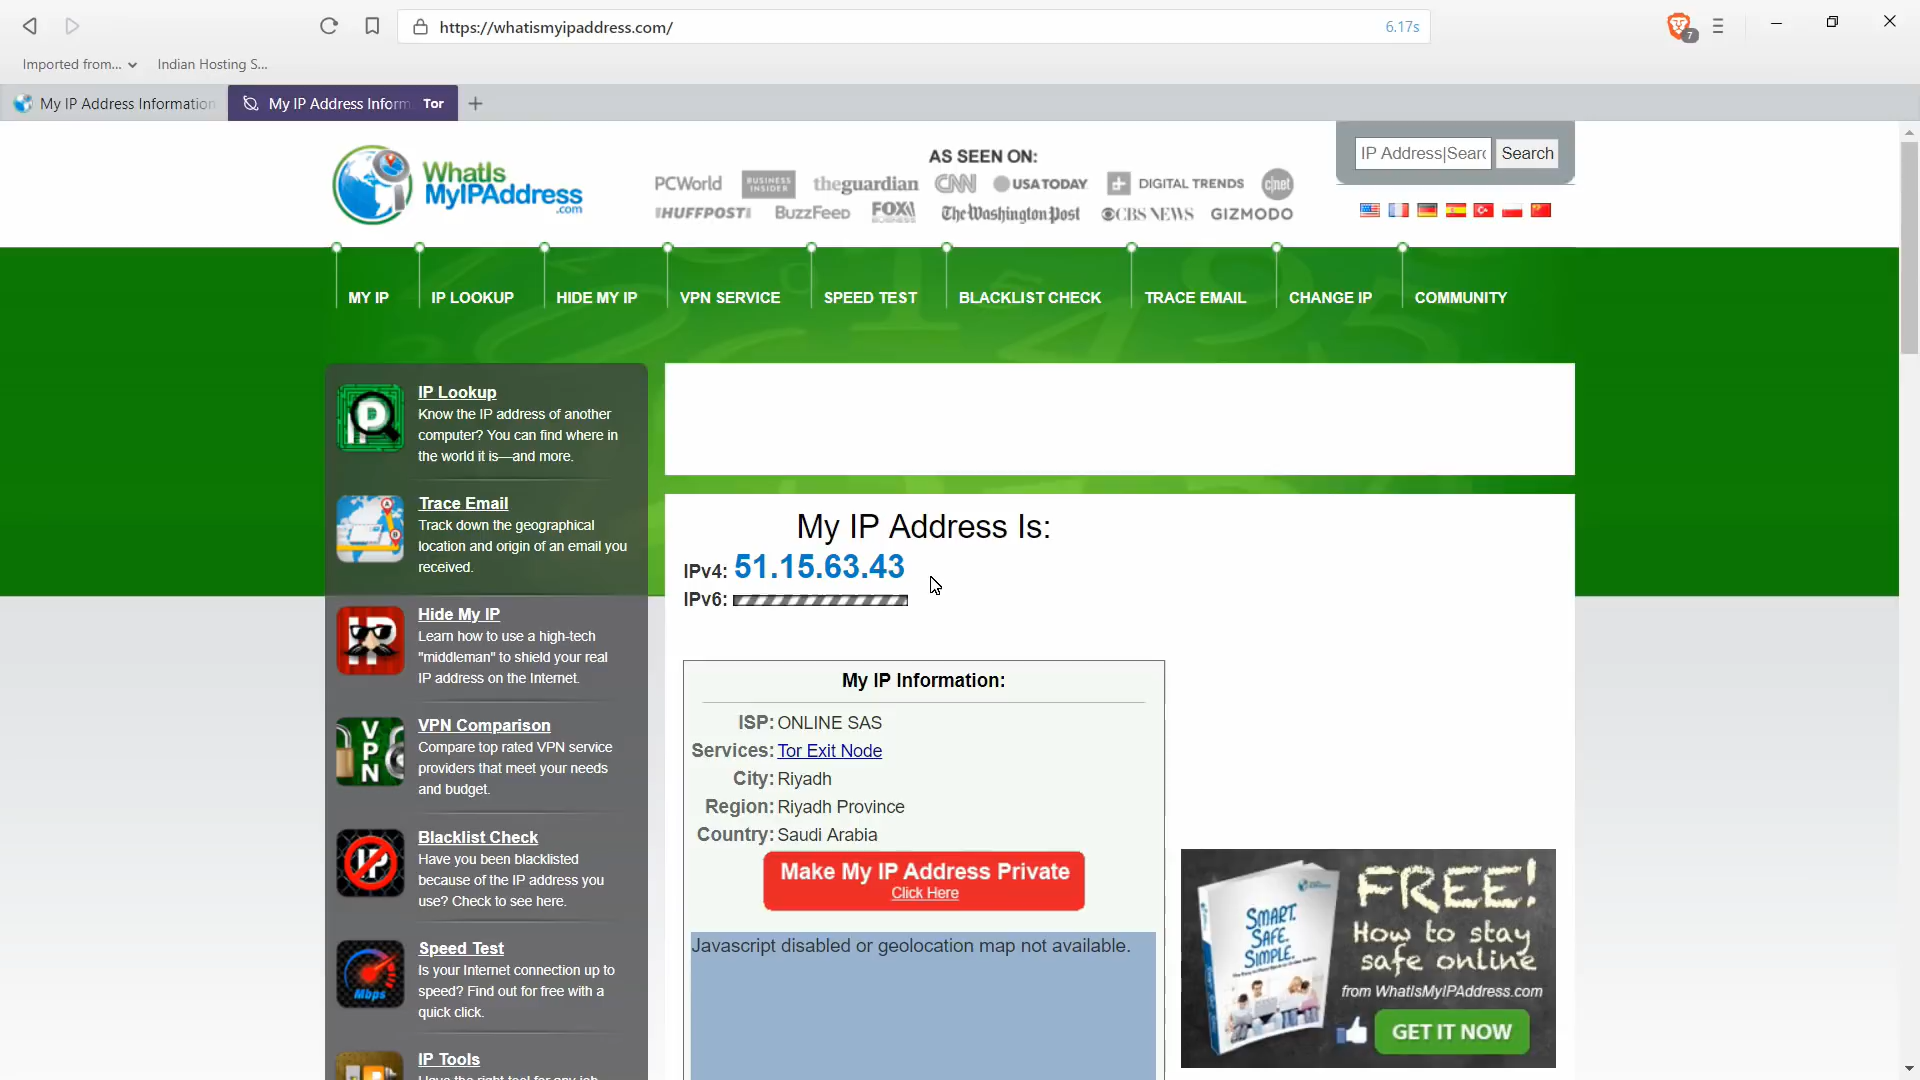 https://whatismyipaddress.com/
6.17s
7
Imported from...
Indian Hosting S...
My IP Address Information
My IP Address Inform
Tor
WhatIs
MyIPAddress
.com
AS SEEN ON:
PCWorld
BUSINESS INSIDER
theguardian
CNN
USA TODAY
DIGITAL TRENDS
c|net
HUFFPOST
BuzzFeed
FOX BUSINESS
The Washington Post
CBS NEWS
GIZMODO
IP Address|Searc
Search
MY IP
IP LOOKUP
HIDE MY IP
VPN SERVICE
SPEED TEST
BLACKLIST CHECK
TRACE EMAIL
CHANGE IP
COMMUNITY
IP Lookup
Know the IP address of another
computer? You can find where in
the world it is—and more.
Trace Email
Track down the geographical
location and origin of an email you
received.
Hide My IP
Learn how to use a high-tech
"middleman" to shield your real
IP address on the Internet.
VPN
VPN Comparison
Compare top rated VPN service
providers that meet your needs
and budget.
IP
Blacklist Check
Have you been blacklisted
because of the IP address you
use? Check to see here.
Mbps
Speed Test
Is your Internet connection up to
speed? Find out for free with a
quick click.
IP Tools
My IP Address Is:
IPv4: 51.15.63.43
IPv6:
My IP Information:
ISP: ONLINE SAS
Services: Tor Exit Node
City: Riyadh
Region: Riyadh Province
Country: Saudi Arabia
Make My IP Address Private
Click Here
Javascript disabled or geolocation map not available.
SMART.
SAFE.
SIMPLE.
FREE!
How to stay
safe online
from WhatIsMyIPAddress.com
GET IT NOW